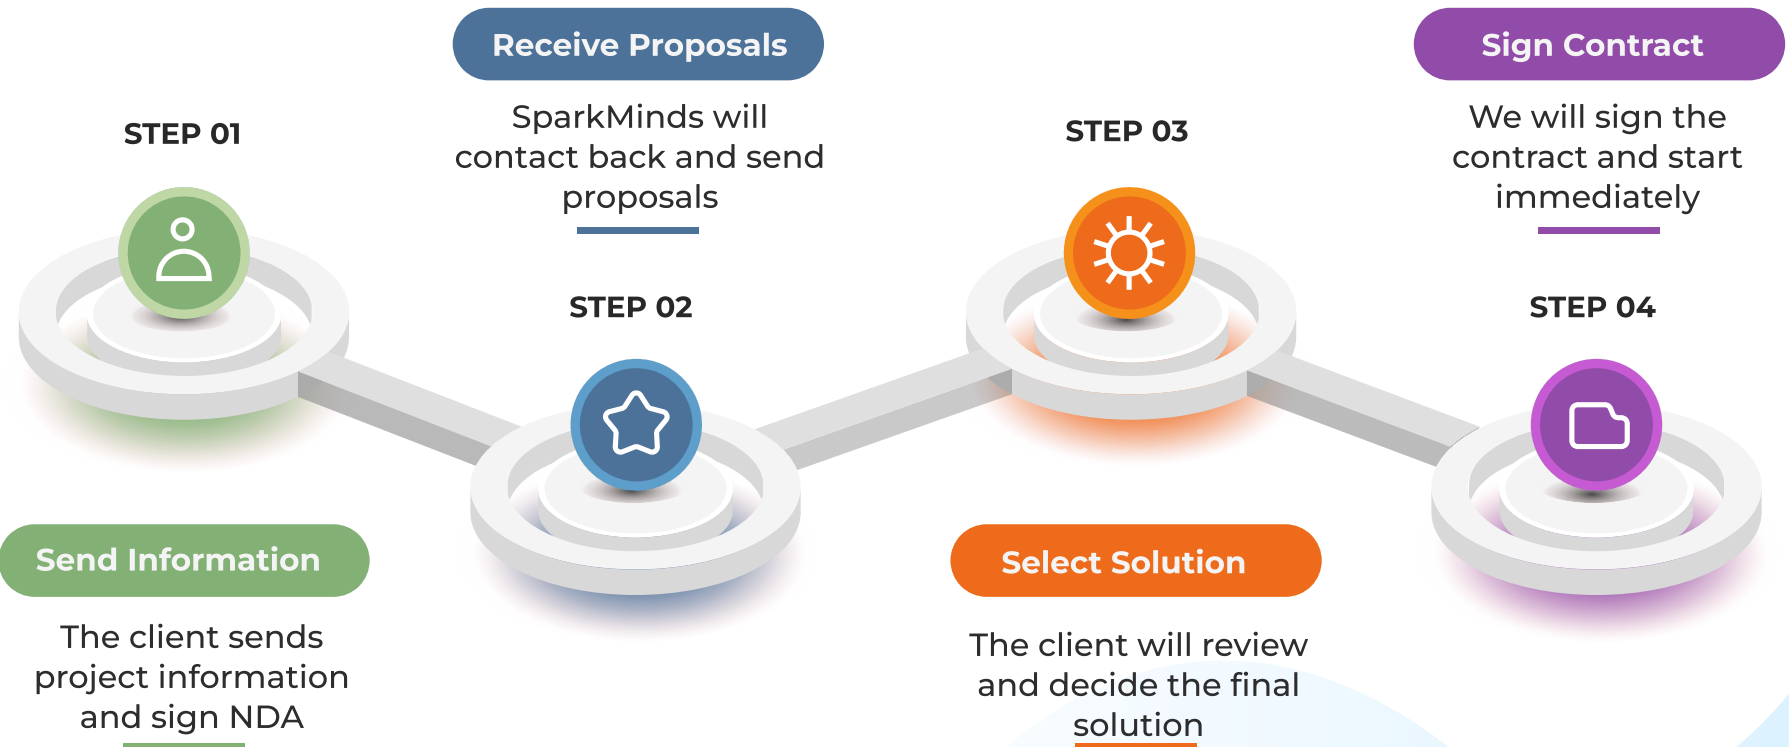 STEP 01
Send Information
The client sends
project information
and sign NDA
Receive Proposals
SparkMinds will
contact back and send
proposals
STEP 02
STEP 03
Select Solution
The client will review
and decide the final
solution
Sign Contract
We will sign the
contract and start
immediately
STEP 04